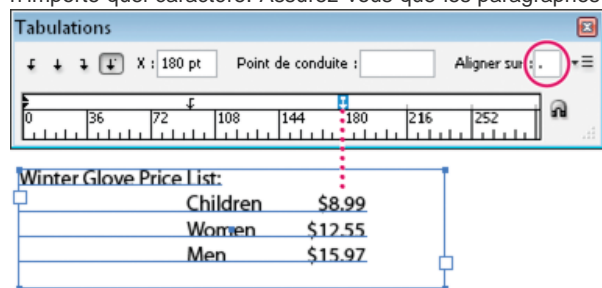 n'importe quel caractère. Assurez-vous que les paragraphes
Tabulations
X : 180 pt Point de conduite : Aligner sur : .
0 36 72 108 144 180 216 252
Winter Glove Price List:
Children $8.99
Women $12.55
Men $15.97